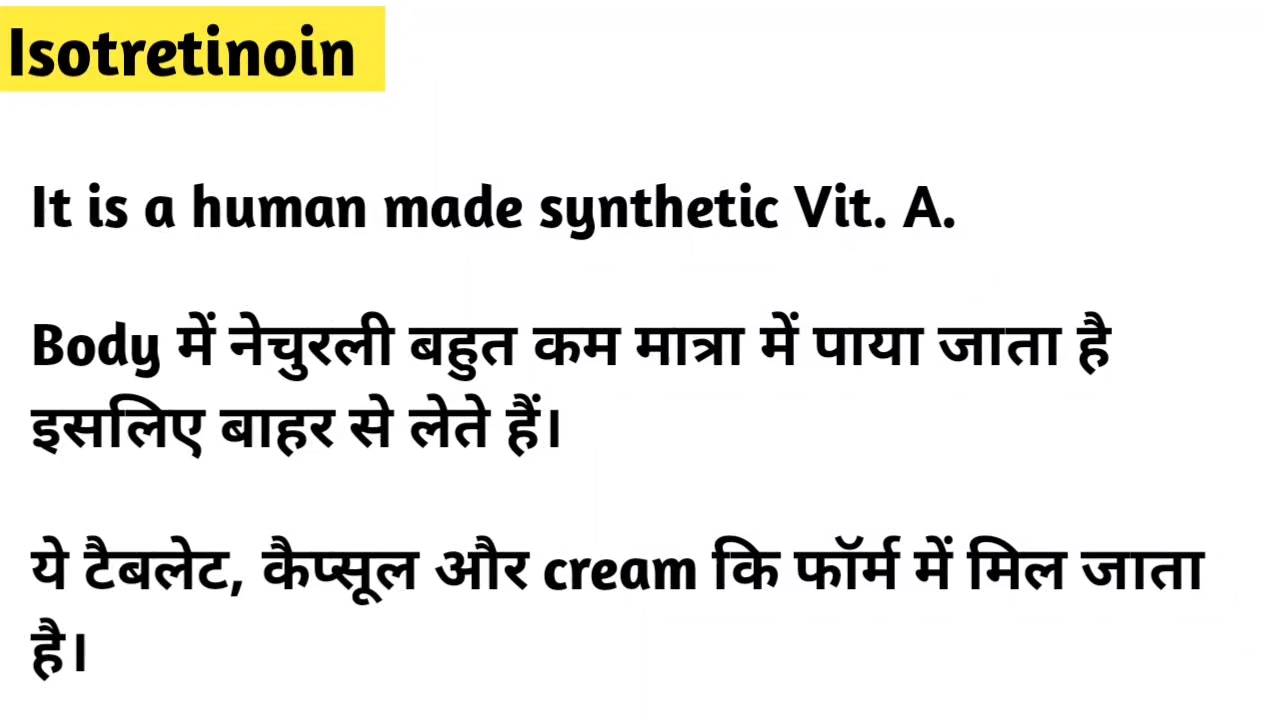 Isotretinoin
It is a human made synthetic Vit. A.
Body में नेचुरली बहुत कम मात्रा में पाया जाता है
इसलिए बाहर से लेते हैं।
ये टैबलेट, कैप्सूल और cream कि फॉर्म में मिल जाता
है।